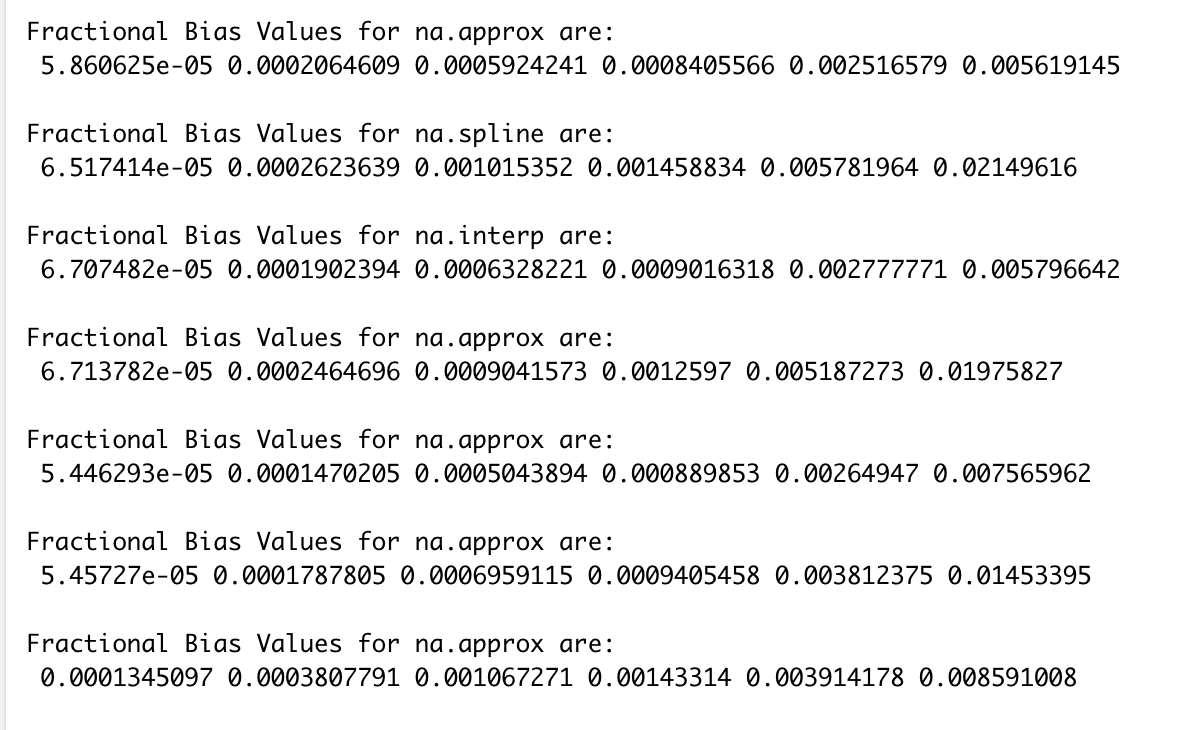 Fractional Bias Values for na.approx are:
5.860625e-05 0.0002064609 0.0005924241 0.0008405566 0.002516579 0.005619145
Fractional Bias Values for na.spline are:
6.517414e-05 0.0002623639 0.001015352 0.001458834 0.005781964 0.02149616
Fractional Bias Values for na.interp are:
6.707482e-05 0.0001902394 0.0006328221 0.0009016318 0.002777771 0.005796642
Fractional Bias Values for na.approx are:
6.713782e-05 0.0002464696 0.0009041573 0.0012597 0.005187273 0.01975827
Fractional Bias Values for na.approx are:
5.446293e-05 0.0001470205 0.0005043894 0.000889853 0.00264947 0.007565962
Fractional Bias Values for na.approx are:
5.45727e-05 0.0001787805 0.0006959115 0.0009405458 0.003812375 0.01453395
Fractional Bias Values for na.approx are:
0.0001345097 0.0003807791 0.001067271 0.00143314 0.003914178 0.008591008